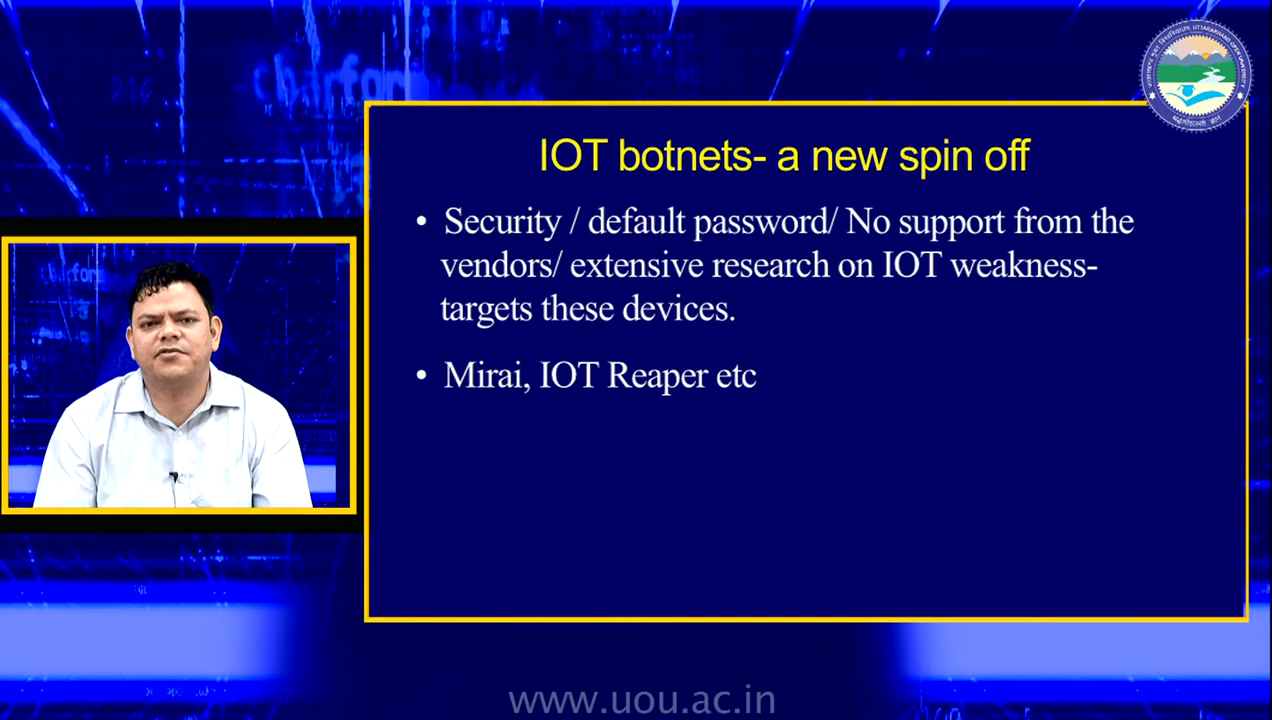 IOT botnets- a new spin off
• Security / default password/ No support from the
vendors/ extensive research on IOT weakness-
targets these devices.
• Mirai, IOT Reaper etc
www.uou.ac.in